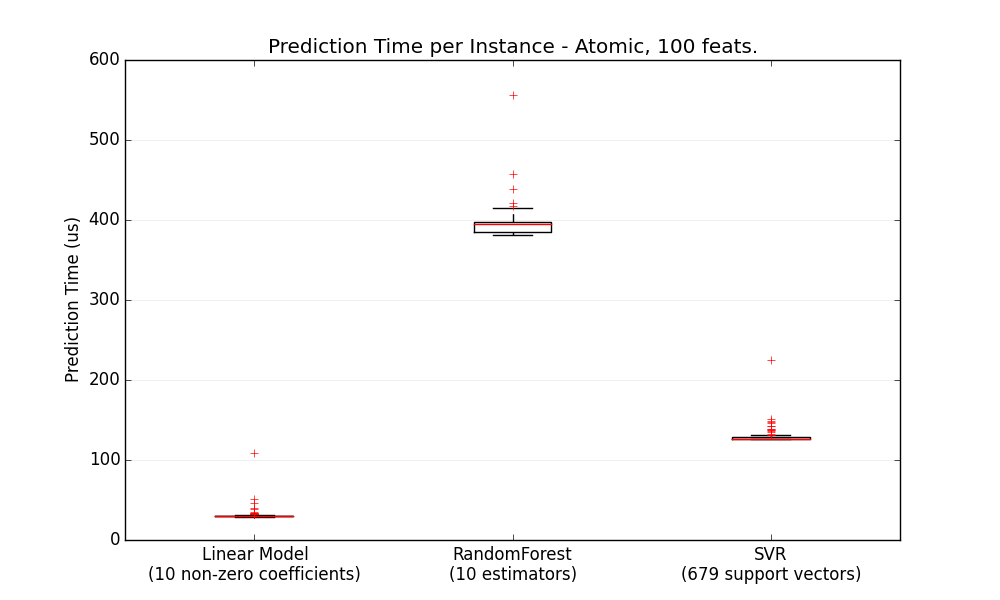 Prediction Time per Instance - Atomic, 100 feats.
600
500
400
300
200
100
0
Prediction Time (us)
Linear Model
(10 non-zero coefficients)
RandomForest
(10 estimators)
SVR
(679 support vectors)